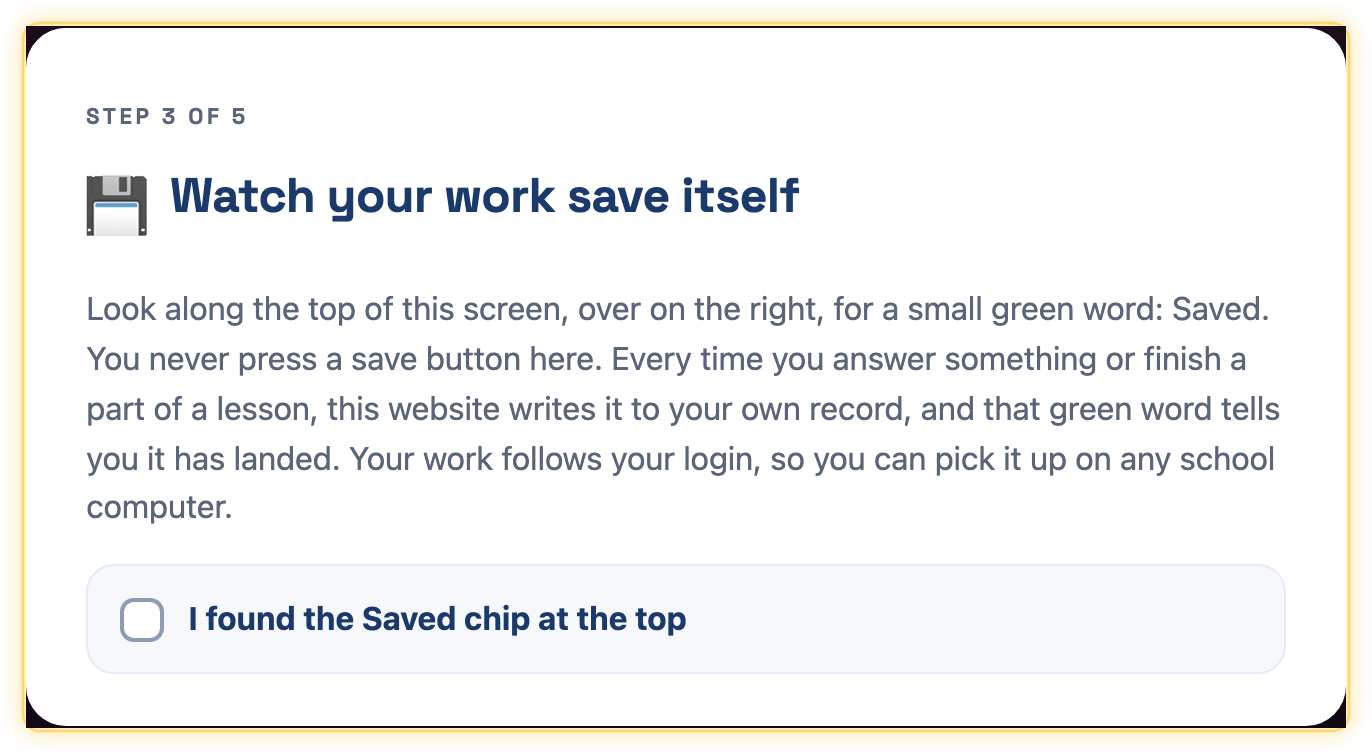 STEP 3 OF 5
Watch your work save itself
Look along the top of this screen, over on the right, for a small green word: Saved.
You never press a save button here. Every time you answer something or finish a
part of a lesson, this website writes it to your own record, and that green word tells
you it has landed. Your work follows your login, so you can pick it up on any school
computer.
I found the Saved chip at the top